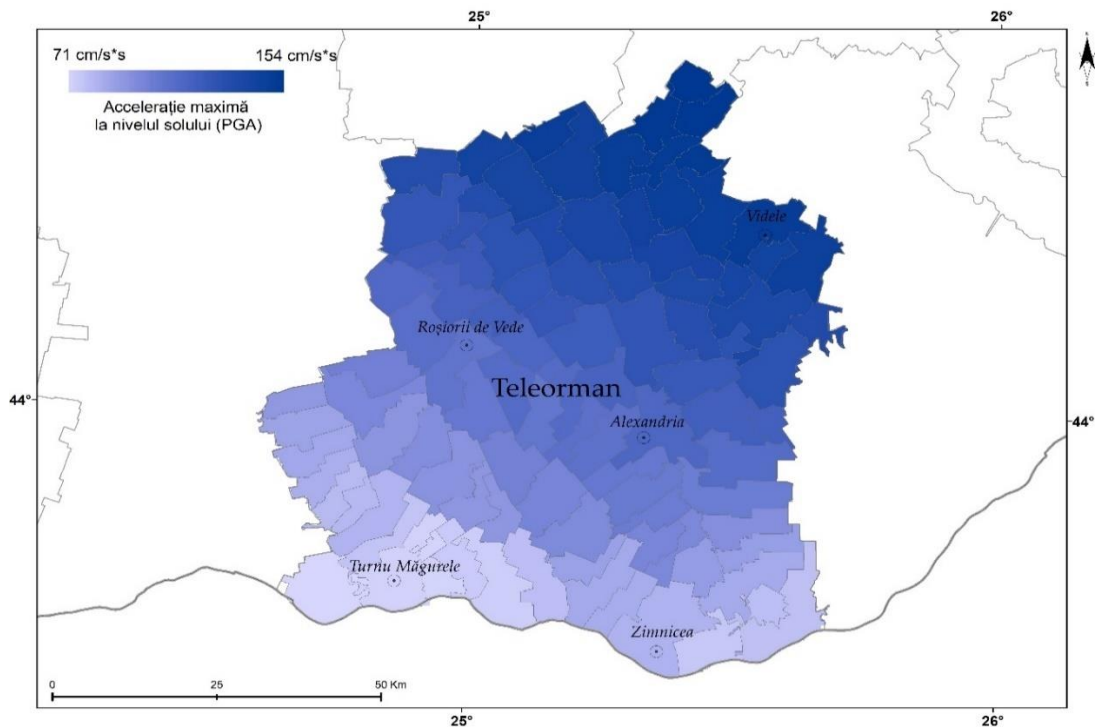 25°
26°
71 cm/s*s
154 cm/s*s
Accelerație maximă
la nivelul solului (PGA)
Videle
Roșiorii de Vede
Teleorman
44°
Alexandria
44°
Turnu Măgurele
Zimnicea
0
25
50 Km
25°
26°